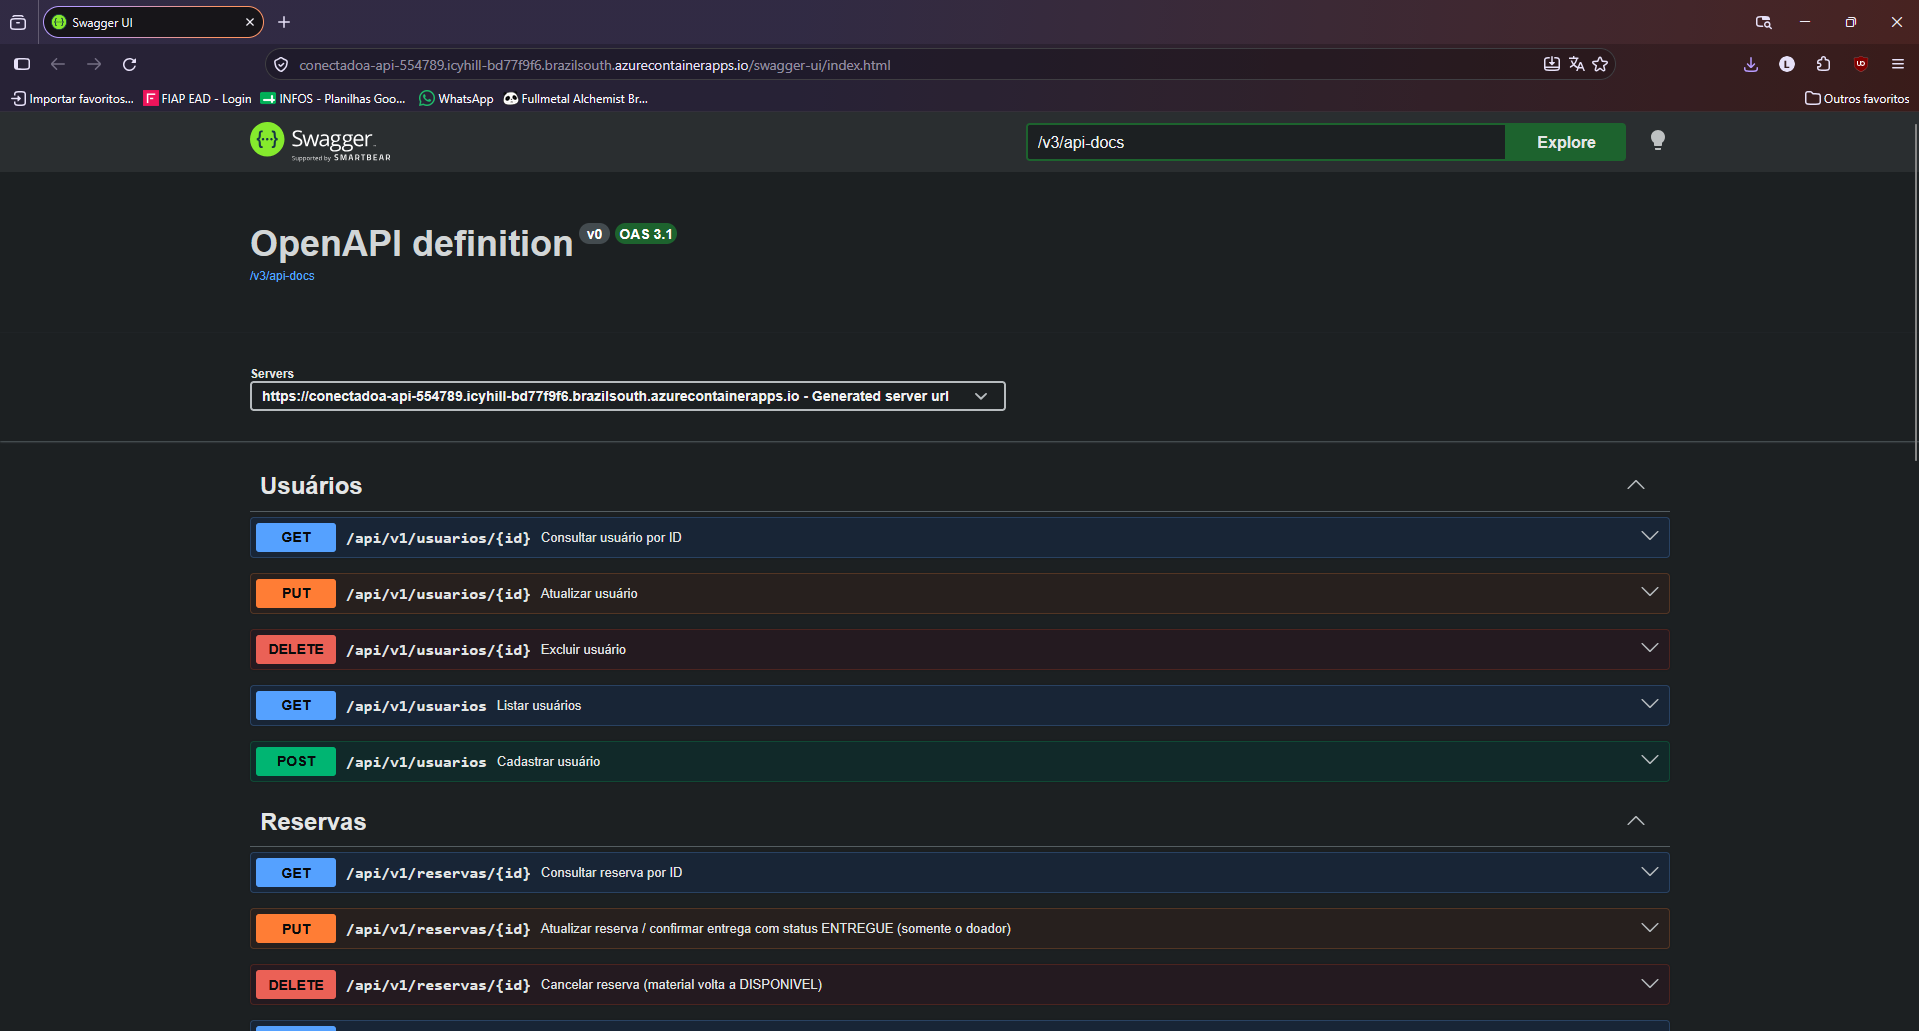 Swagger UI
conectadoa-api-554789.icyhill-bd77f9f6.brazilsouth.azurecontainerapps.io/swagger-ui/index.html
L
UD
Importar favoritos...
FIAP EAD - Login
INFOS - Planilhas Goo...
WhatsApp
Fullmetal Alchemist Br...
Outros favoritos
Swagger
Supported by SMARTBEAR
/v3/api-docs
Explore
OpenAPI definition v0 OAS 3.1
/v3/api-docs
Servers
https://conectadoa-api-554789.icyhill-bd77f9f6.brazilsouth.azurecontainerapps.io - Generated server url
Usuários
GET /api/v1/usuarios/{id} Consultar usuário por ID
PUT /api/v1/usuarios/{id} Atualizar usuário
DELETE /api/v1/usuarios/{id} Excluir usuário
GET /api/v1/usuarios Listar usuários
POST /api/v1/usuarios Cadastrar usuário
Reservas
GET /api/v1/reservas/{id} Consultar reserva por ID
PUT /api/v1/reservas/{id} Atualizar reserva / confirmar entrega com status ENTREGUE (somente o doador)
DELETE /api/v1/reservas/{id} Cancelar reserva (material volta a DISPONIVEL)